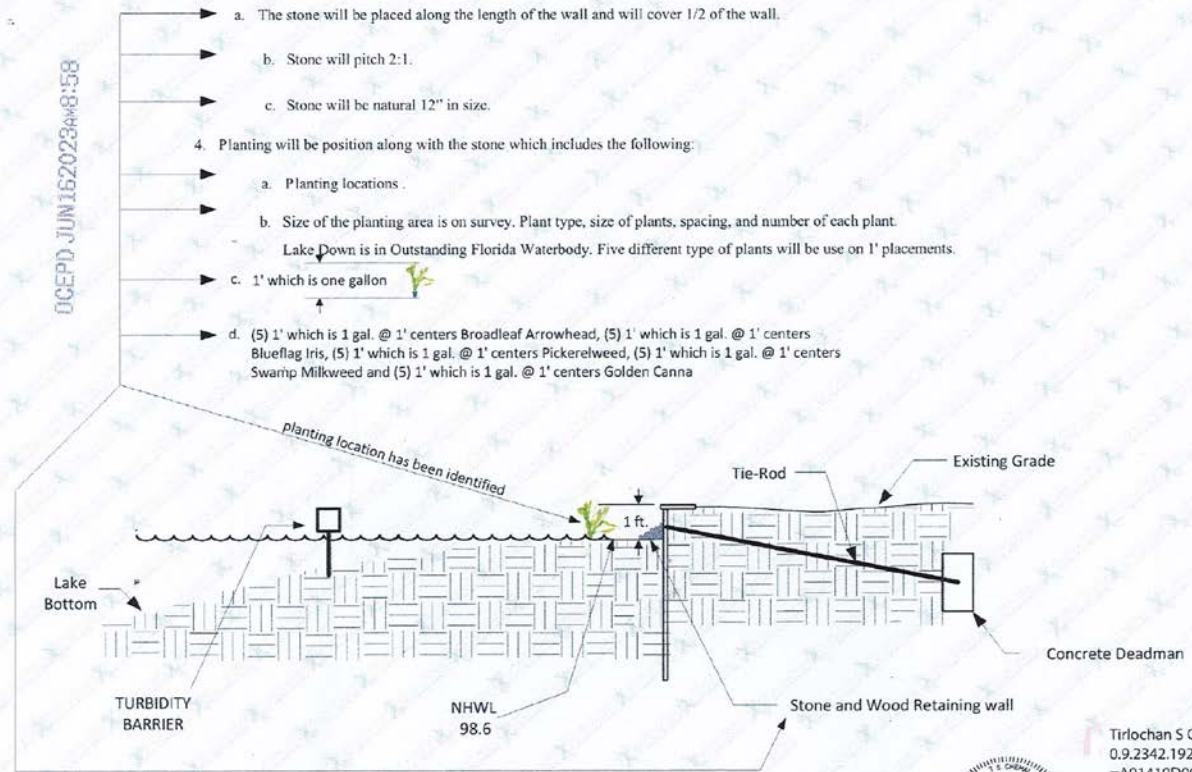 a. The stone will be placed along the length of the wall and will cover 1/2 of the wall.
b. Stone will pitch 2:1.
c. Stone will be natural 12" in size.
4. Planting will be position along with the stone which includes the following:
a. Planting locations .
b. Size of the planting area is on survey. Plant type, size of plants, spacing, and number of each plant.
Lake Down is in Outstanding Florida Waterbody. Five different type of plants will be use on 1' placements.
c. 1' which is one gallon
d. (5) 1' which is 1 gal. @ 1' centers Broadleaf Arrowhead, (5) 1' which is 1 gal. @ 1' centers
Blueflag Iris, (5) 1' which is 1 gal. @ 1' centers Pickerelweed, (5) 1' which is 1 gal. @ 1' centers
Swamp Milkweed and (5) 1' which is 1 gal. @ 1' centers Golden Canna
OCEPD JUN162023AM8:58
planting location has been identified
Tie-Rod
Existing Grade
1 ft.
Lake
Bottom
Concrete Deadman
TURBIDITY
BARRIER
NHWL
98.6
Stone and Wood Retaining wall
Tirlochan S
0.9.2342.192